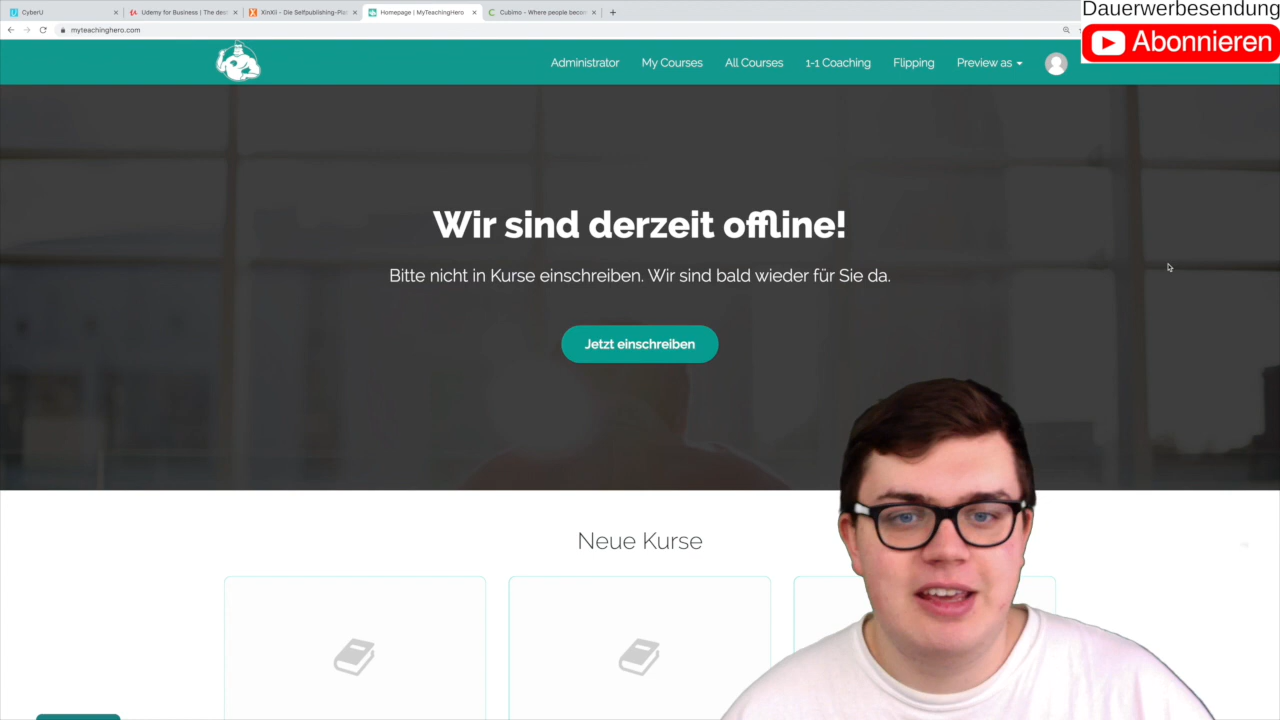 Dauerwerbesendung
Abonnieren
CyberU
Udemy for Business | The des
XinXii - Die Selfpublishing-Plat
Homepage | MyTeachingHero
Cubimo - Where people becom
myteachinghero.com
Administrator
My Courses
All Courses
1-1 Coaching
Flipping
Preview as
Wir sind derzeit offline!
Bitte nicht in Kurse einschreiben. Wir sind bald wieder für Sie da.
Jetzt einschreiben
Neue Kurse